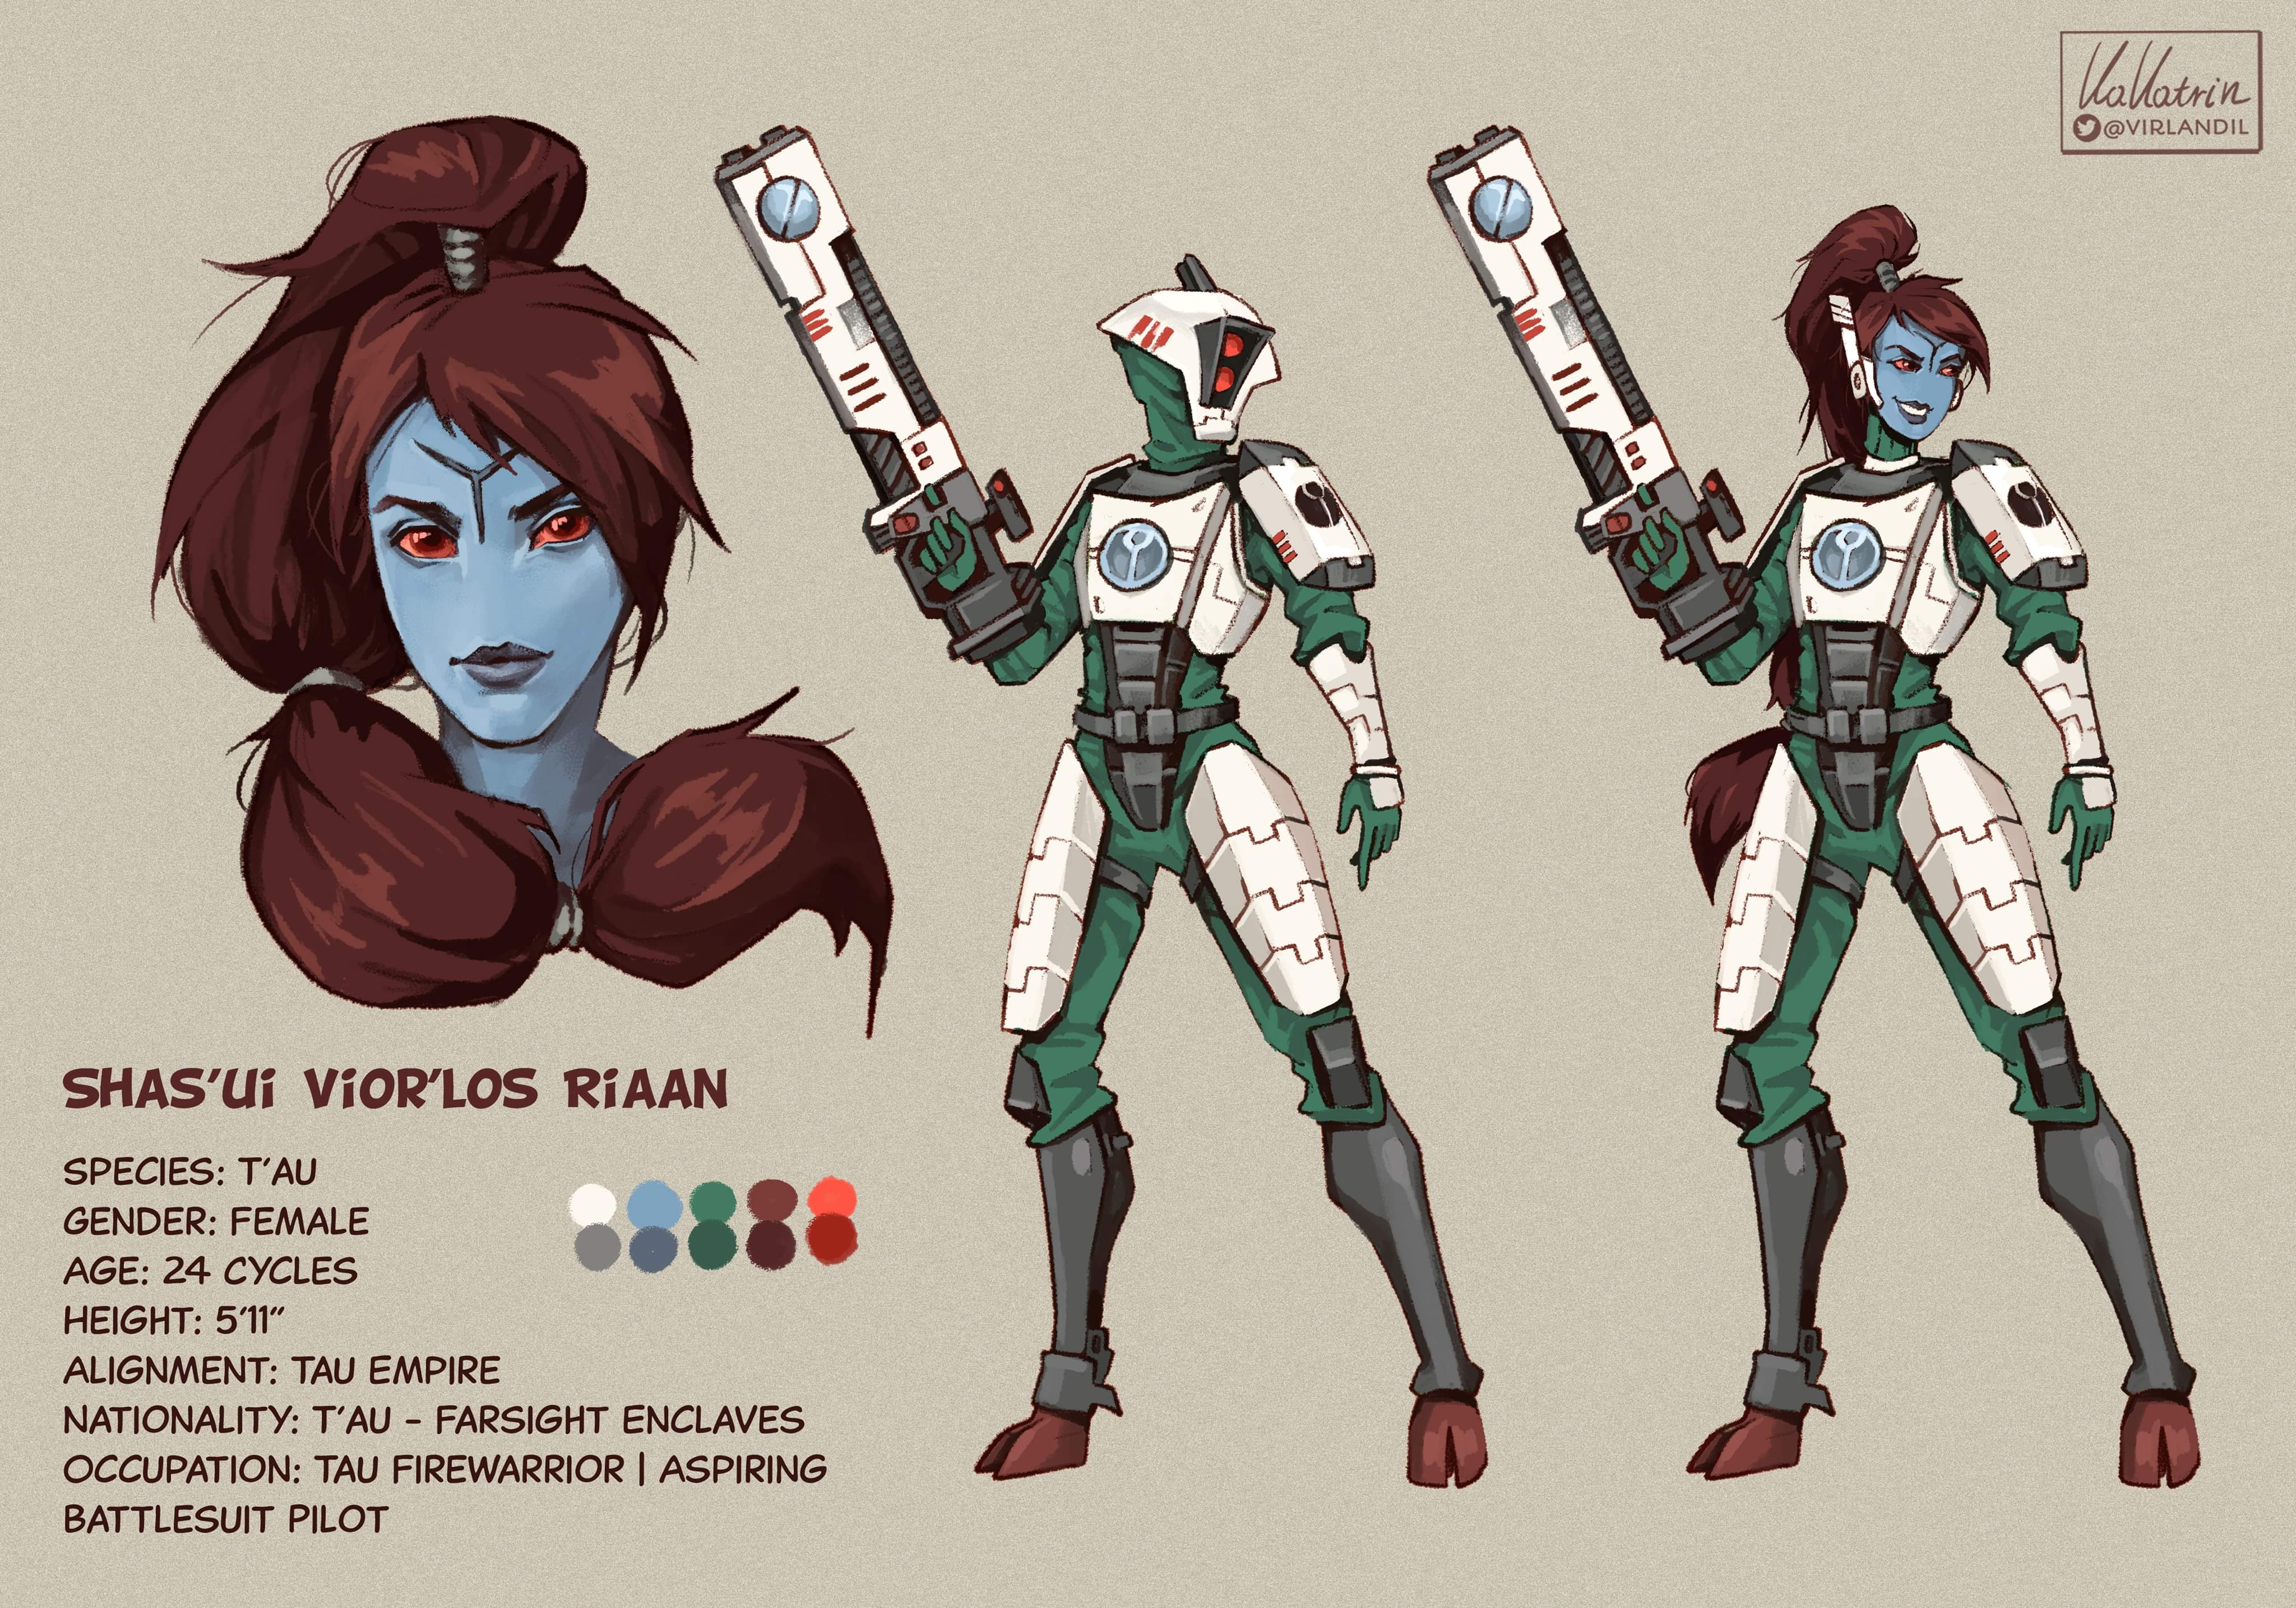 KaKatrin
@VIRLANDIL
SHAS'Ui ViOR'LOS RiAAN
SPECIES: T'AU
GENDER: FEMALE
AGE: 24 CYCLES
HEIGHT: 5'11"
ALIGNMENT: TAU EMPIRE
NATIONALITY: T'AU - FARSIGHT ENCLAVES
OCCUPATION: TAU FIREWARRIOR | ASPIRING
BATTLESUIT PILOT